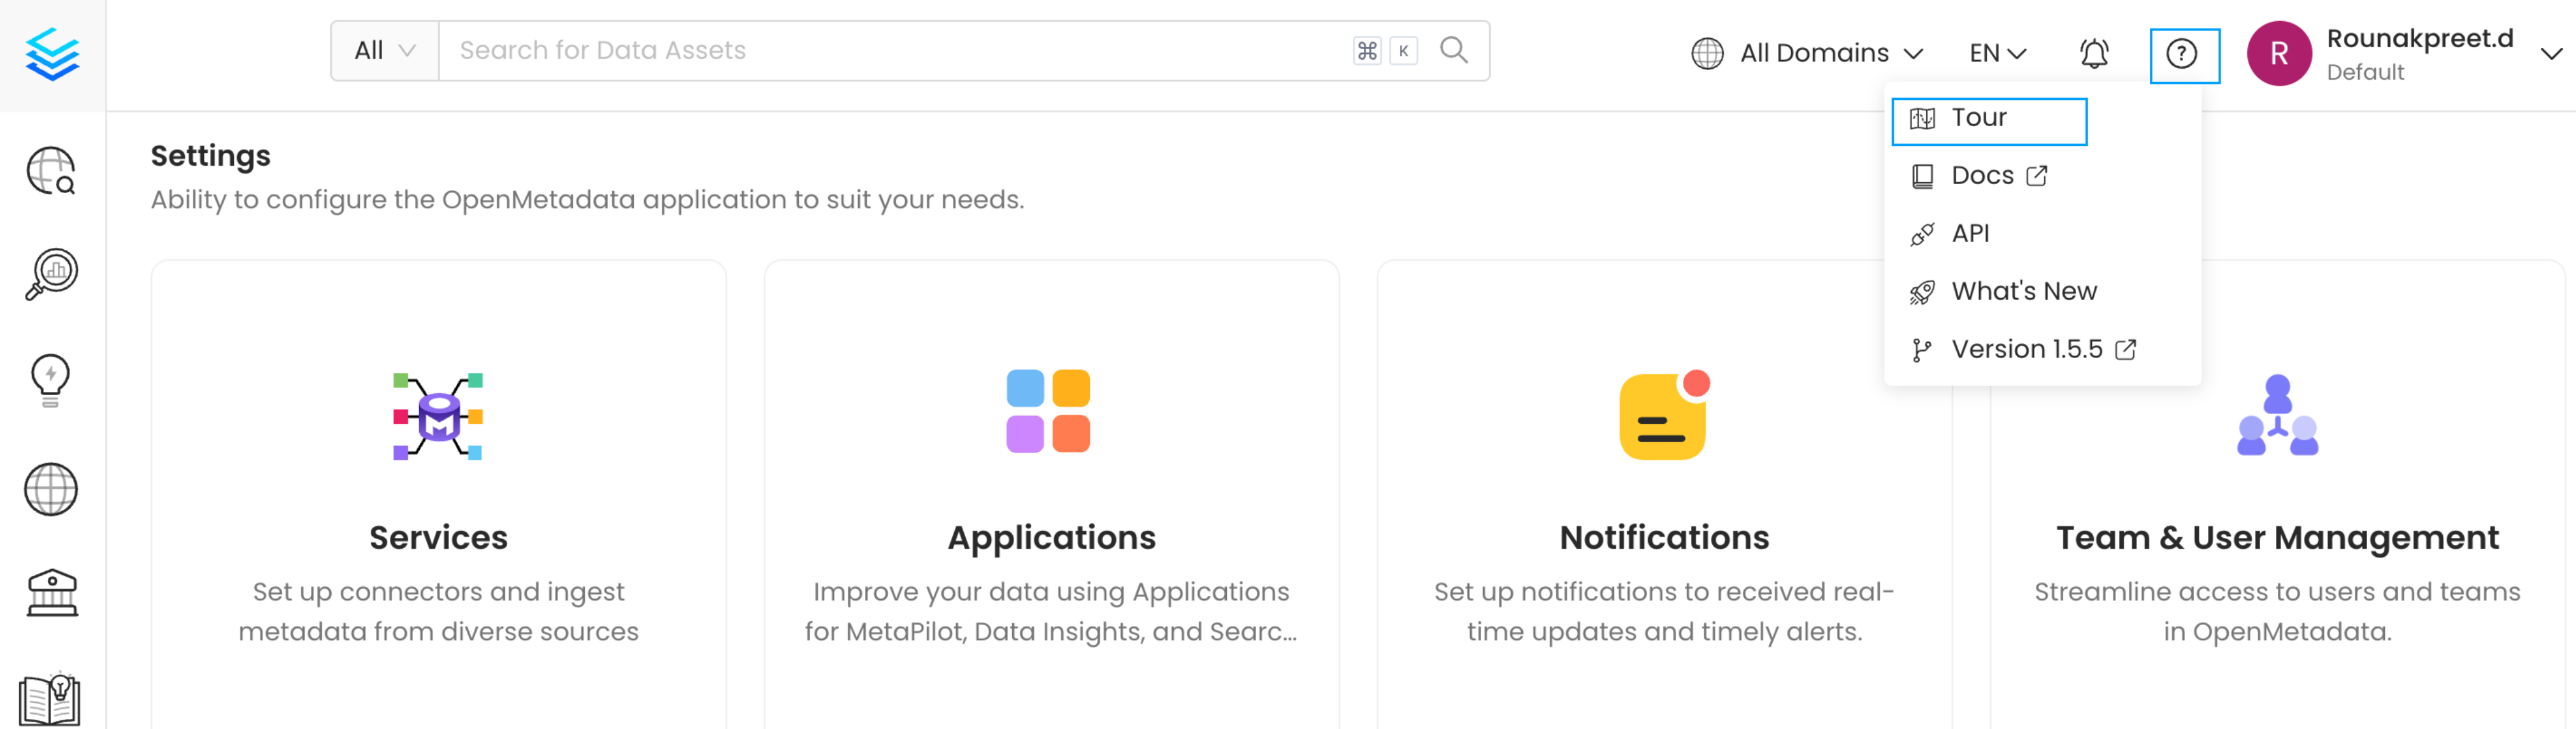 All
Search for Data Assets
⌘ K
All Domains
EN
R
Rounakpreet.d
Default
Tour
Docs
API
What's New
Version 1.5.5
Settings
Ability to configure the OpenMetadata application to suit your needs.
Services
Set up connectors and ingest
metadata from diverse sources
Applications
Improve your data using Applications
for MetaPilot, Data Insights, and Searc...
Notifications
Set up notifications to received real-
time updates and timely alerts.
Team & User Management
Streamline access to users and teams
in OpenMetadata.